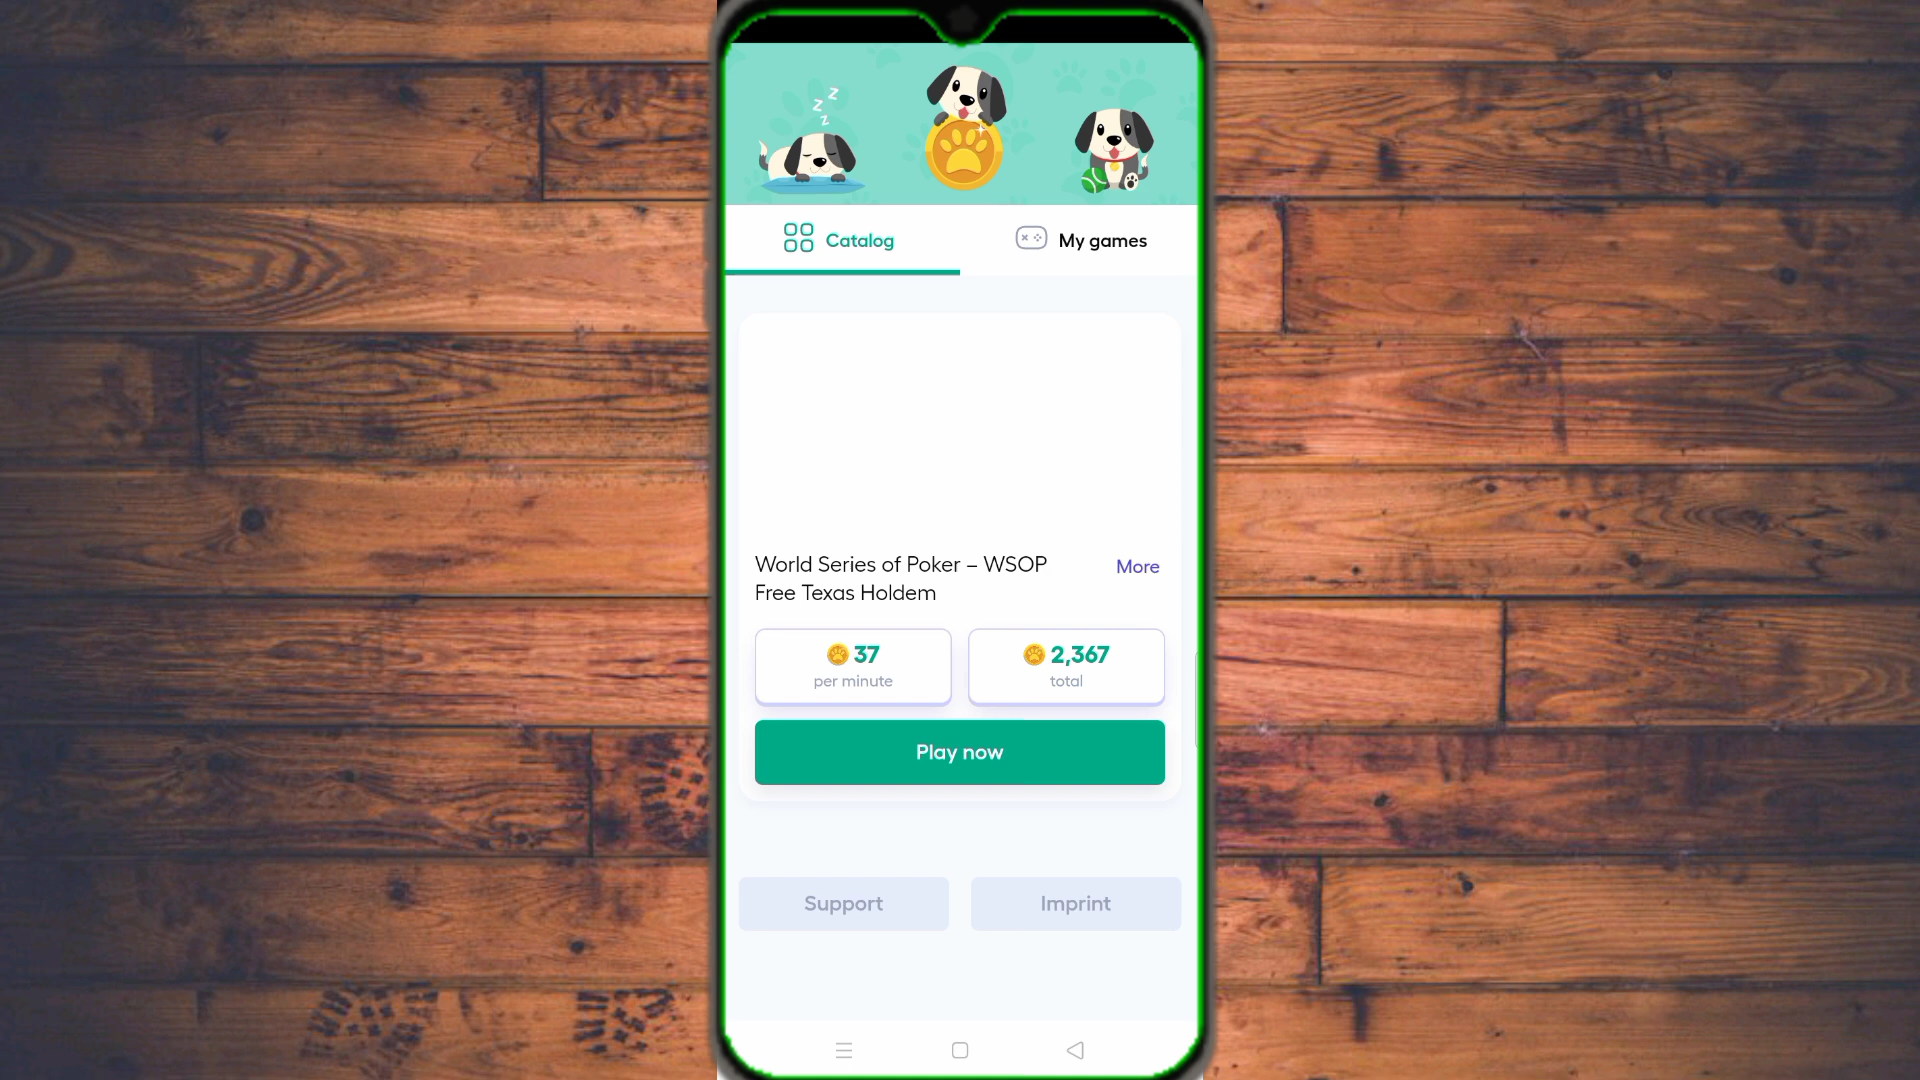 z
z
z
Catalog
My games
World Series of Poker – WSOP
Free Texas Holdem
More
37
per minute
2,367
total
Play now
Support
Imprint